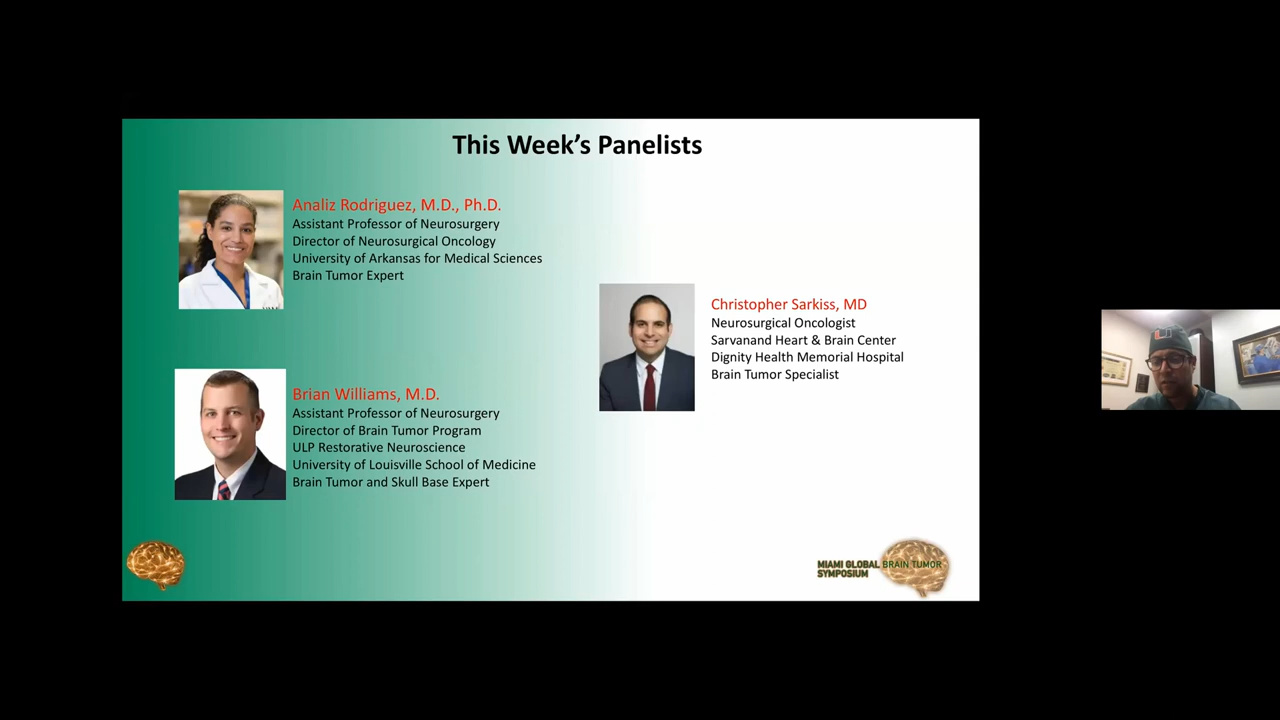 This Week's Panelists
Analiz Rodriguez, M.D., Ph.D.
Assistant Professor of Neurosurgery
Director of Neurosurgical Oncology
University of Arkansas for Medical Sciences
Brain Tumor Expert
Christopher Sarkiss, MD
Neurosurgical Oncologist
Sarvanand Heart & Brain Center
Dignity Health Memorial Hospital
Brain Tumor Specialist
Brian Williams, M.D.
Assistant Professor of Neurosurgery
Director of Brain Tumor Program
ULP Restorative Neuroscience
University of Louisville School of Medicine
Brain Tumor and Skull Base Expert
MIAMI GLOBAL BRAIN TUMOR
SYMPOSIUM